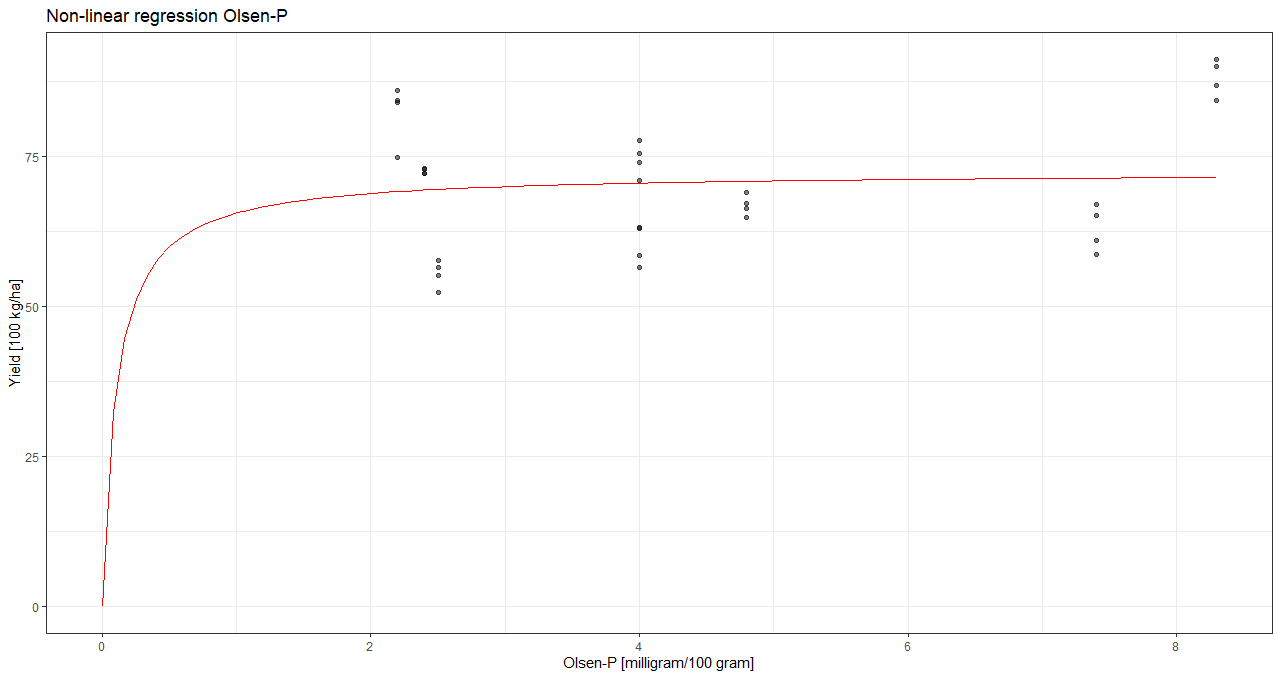 Non-linear regression Olsen-P
Yield [100 kg/ha]
75
50
25
0
0 2 4 6 8
Olsen-P [milligram/100 gram]